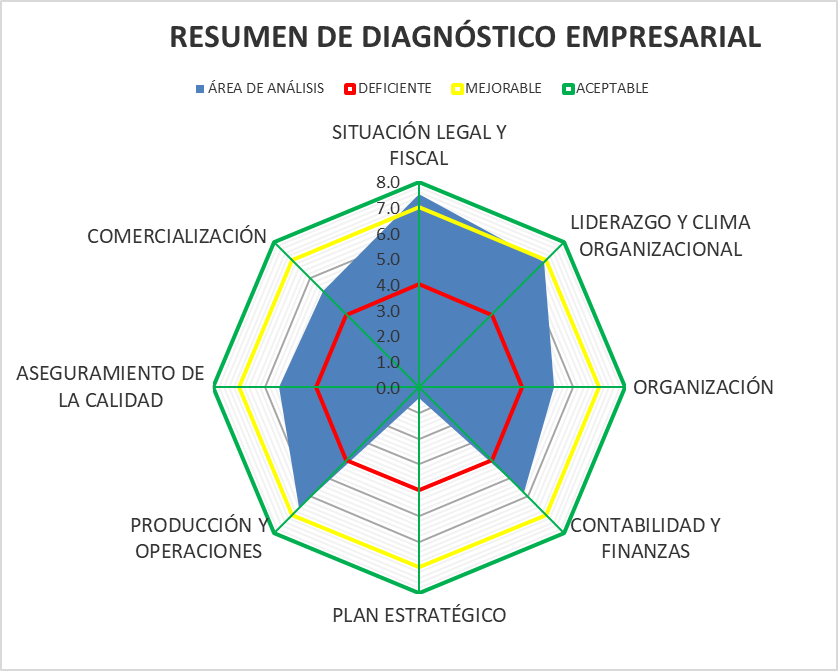 RESUMEN DE DIAGNÓSTICO EMPRESARIAL
ÁREA DE ANÁLISIS DEFICIENTE MEJORABLE ACEPTABLE
SITUACIÓN LEGAL Y
FISCAL
8.0
7.0
6.0
5.0
4.0
3.0
2.0
1.0
0.0
LIDERAZGO Y CLIMA
ORGANIZACIONAL
ORGANIZACIÓN
CONTABILIDAD Y
FINANZAS
PLAN ESTRATÉGICO
PRODUCCIÓN Y
OPERACIONES
ASEGURAMIENTO DE
LA CALIDAD
COMERCIALIZACIÓN